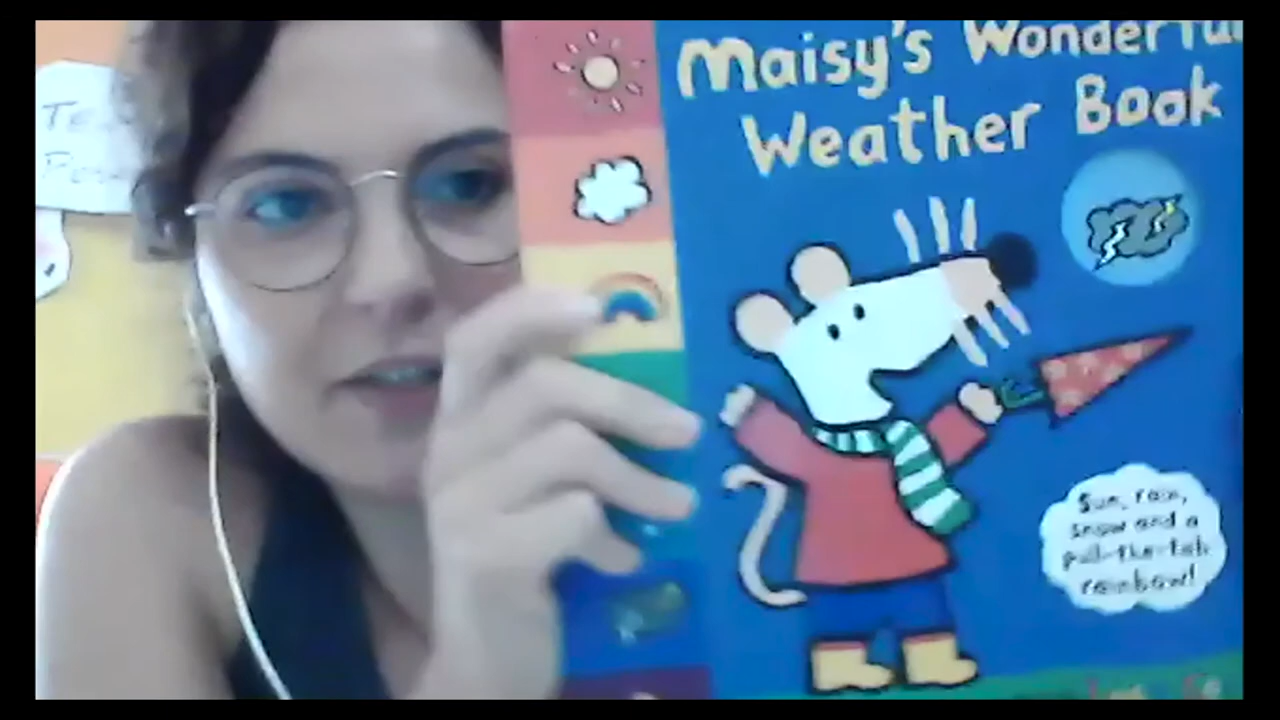 Maisy's Wonderful
Weather Book
Sun, rain,
snow and a
pull-the-tab
rainbow!